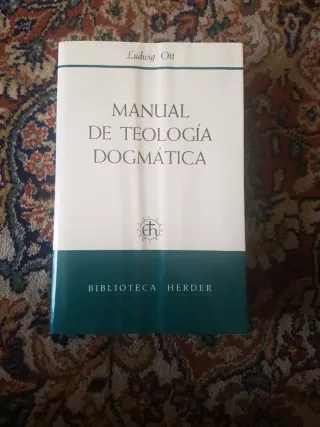 Ludwig Ott
MANUAL
DE TEOLOGÍA
DOGMÁTICA
BIBLIOTECA HERDER